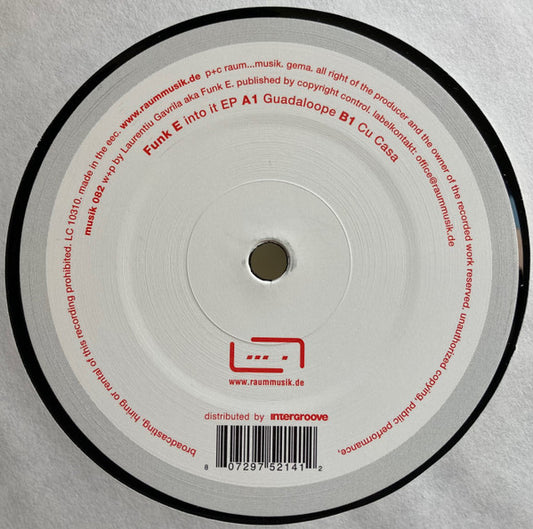 broadcasting, hiring or rental of this recording prohibited. LC 10310. made in the eec. www.raummusik.de p+c raum...musik. gema. all right of the producer and the owner of the recorded work reserved. unauthorized copying, public performance,
musik 082 w+p by Laurentiu Gavrila aka Funk E. published by copyright control. labelkontakt: office@raummusik.de
Funk E into it EP A1 Guadaloope B1 Cu Casa
www.raummusik.de
distributed by intergroove
8 07297 52141 2